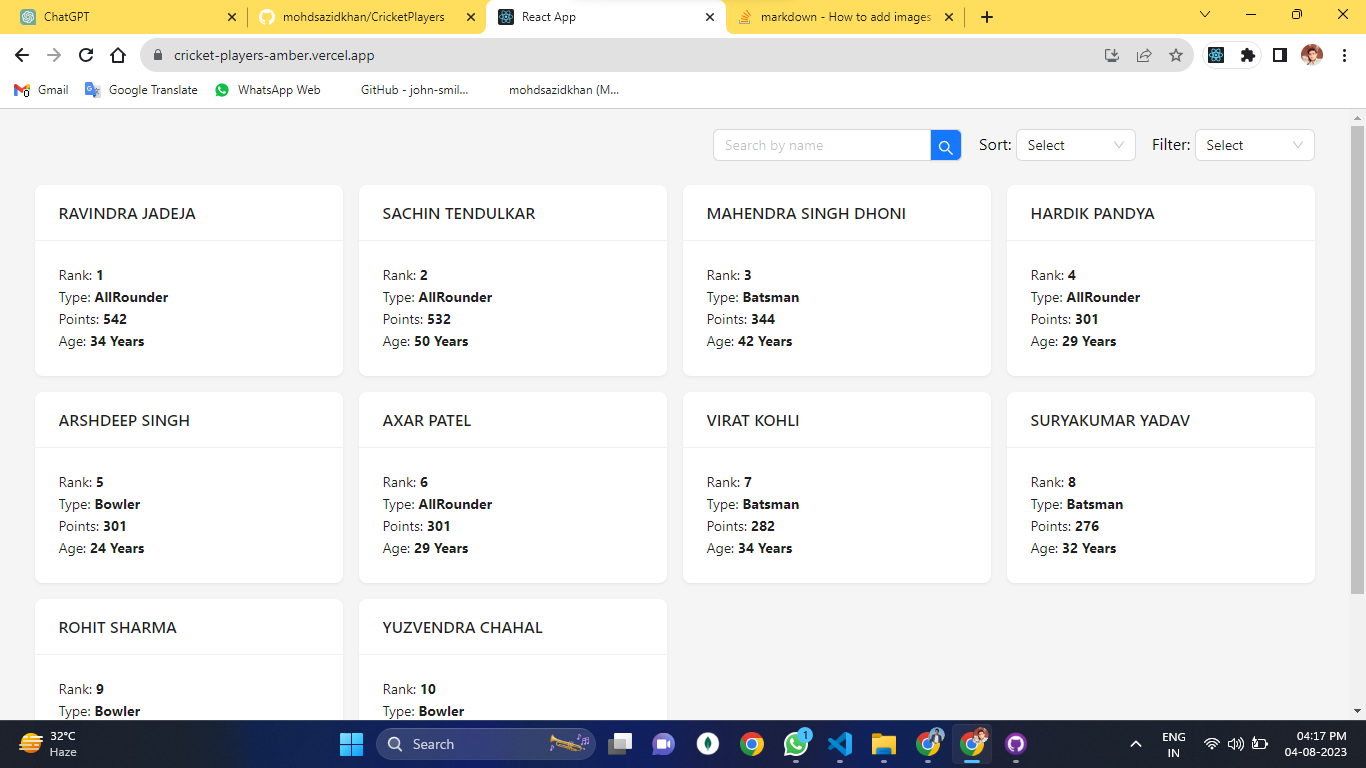 ChatGPT
mohdsazidkhan/CricketPlayers
React App
markdown - How to add images
cricket-players-amber.vercel.app
Gmail
Google Translate
WhatsApp Web
GitHub - john-smil...
mohdsazidkhan (M...
Search by name
Sort: Select
Filter: Select
RAVINDRA JADEJA
Rank: 1
Type: AllRounder
Points: 542
Age: 34 Years
SACHIN TENDULKAR
Rank: 2
Type: AllRounder
Points: 532
Age: 50 Years
MAHENDRA SINGH DHONI
Rank: 3
Type: Batsman
Points: 344
Age: 42 Years
HARDIK PANDYA
Rank: 4
Type: AllRounder
Points: 301
Age: 29 Years
ARSHDEEP SINGH
Rank: 5
Type: Bowler
Points: 301
Age: 24 Years
AXAR PATEL
Rank: 6
Type: AllRounder
Points: 301
Age: 29 Years
VIRAT KOHLI
Rank: 7
Type: Batsman
Points: 282
Age: 34 Years
SURYAKUMAR YADAV
Rank: 8
Type: Batsman
Points: 276
Age: 32 Years
ROHIT SHARMA
Rank: 9
Type: Bowler
YUZVENDRA CHAHAL
Rank: 10
Type: Bowler
32°C
Haze
Search
1
ENG
IN
04:17 PM
04-08-2023